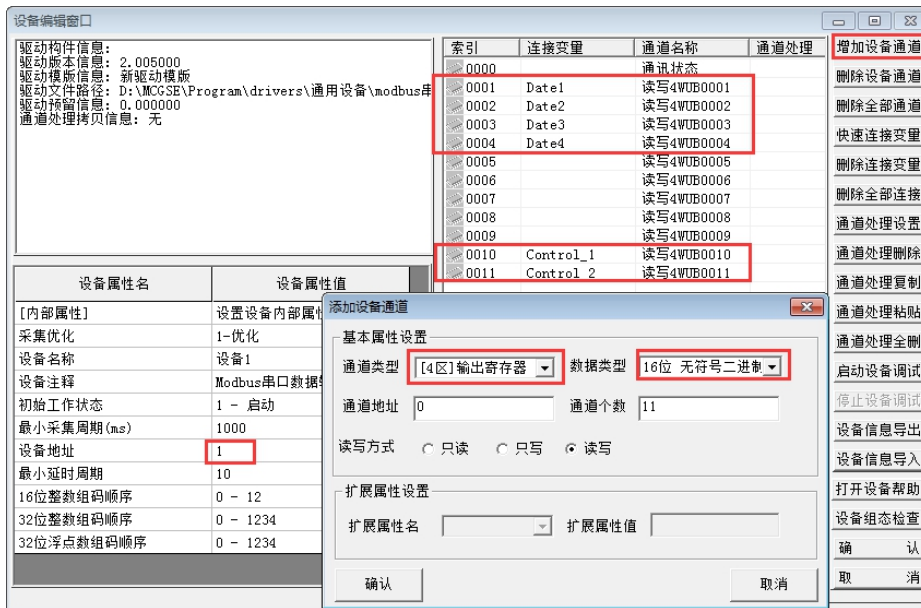 设备编辑窗口
驱动构件信息:
驱动版本信息: 2.005000
驱动模版信息: 新驱动模版
驱动文件路径: D:\MCGSE\Program\drivers\通用设备\modbus串
驱动预留信息: 0.000000
通道处理拷贝信息: 无
索引 连接变量 通道名称 通道处理
0000 通讯状态
0001 Date1 读写4WUB0001
0002 Date2 读写4WUB0002
0003 Date3 读写4WUB0003
0004 Date4 读写4WUB0004
0005 读写4WUB0005
0006 读写4WUB0006
0007 读写4WUB0007
0008 读写4WUB0008
0009 读写4WUB0009
0010 Control_1 读写4WUB0010
0011 Control 2 读写4WUB0011
增加设备通道
删除设备通道
删除全部通道
快速连接变量
删除连接变量
删除全部连接
通道处理设置
通道处理删除
通道处理复制
通道处理粘贴
通道处理全删
启动设备调试
停止设备调试
设备信息导出
设备信息导入
打开设备帮助
设备组态检查
确 认
取 消
设备属性名 设备属性值
[内部属性] 设置设备内部属性
采集优化 1-优化
设备名称 设备1
设备注释 Modbus串口数据
初始工作状态 1 - 启动
最小采集周期(ms) 1000
设备地址 1
最小延时周期 10
16位整数组码顺序 0 - 12
32位整数组码顺序 0 - 1234
32位浮点数组码顺序 0 - 1234
添加设备通道
基本属性设置
通道类型 [4区]输出寄存器 数据类型 16位 无符号二进制
通道地址 0 通道个数 11
读写方式 只读 只写 读写
扩展属性设置
扩展属性名 扩展属性值
确认 取消